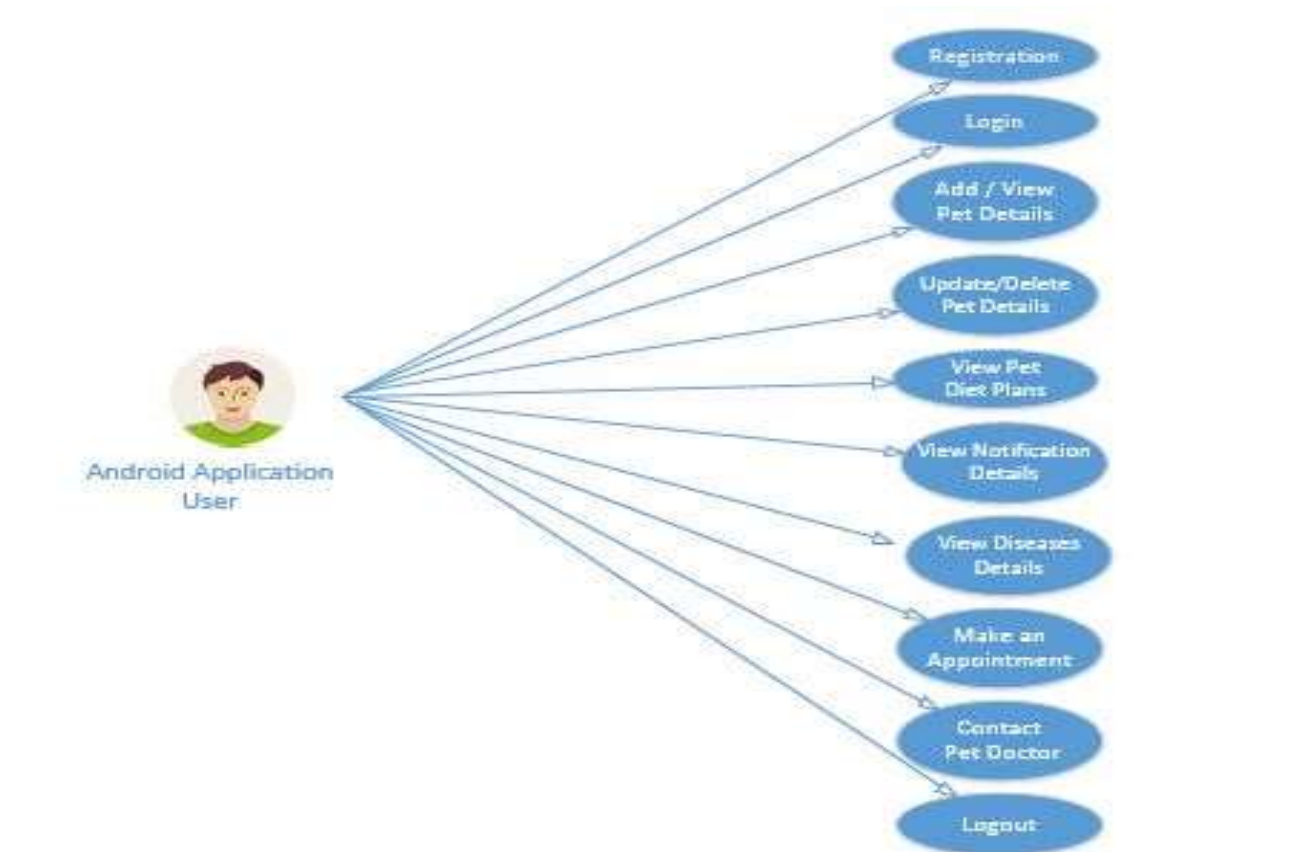 Registration
Login
Add / View
Pet Details
Update/Delete
Pet Details
View Pet
Diet Plans
View Notification
Details
Android Application
User
View Diseases
Details
Make an
Appointment
Contact
Pet Doctor
Logout